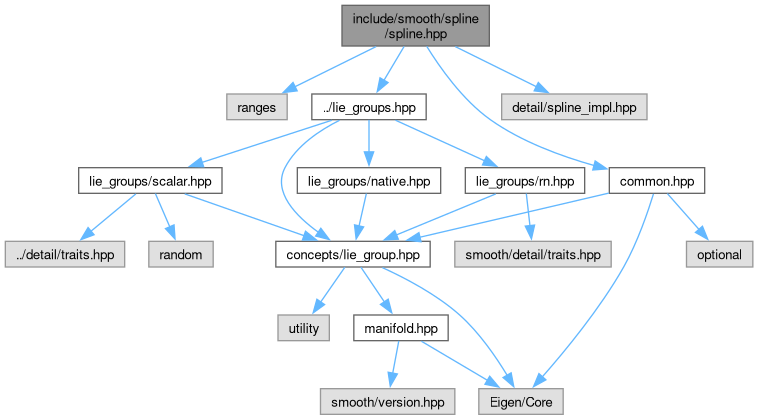 include/smooth/spline
/spline.hpp
ranges
../lie_groups.hpp
detail/spline_impl.hpp
lie_groups/scalar.hpp
lie_groups/native.hpp
lie_groups/rn.hpp
common.hpp
../detail/traits.hpp
random
concepts/lie_group.hpp
smooth/detail/traits.hpp
optional
utility
manifold.hpp
smooth/version.hpp
Eigen/Core